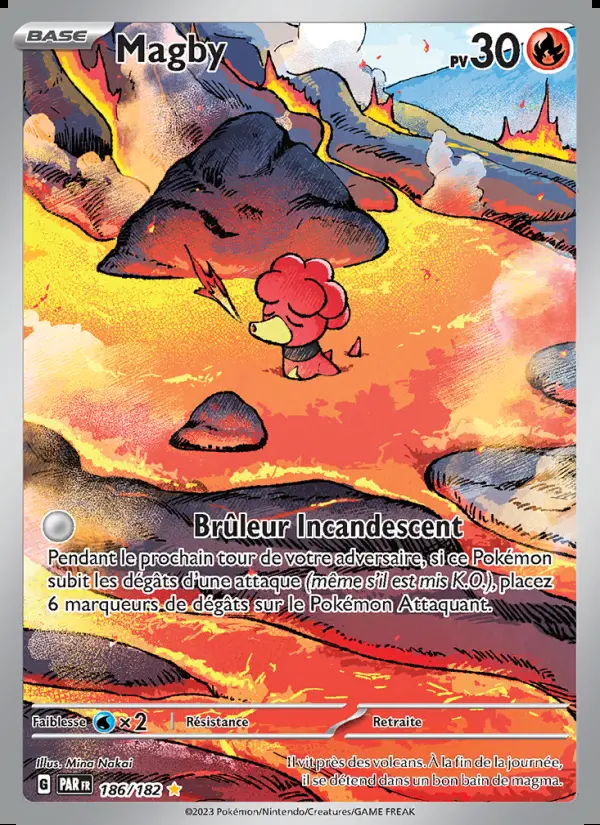 BASE Magby PV 30
Brûleur Incandescent
Pendant le prochain tour de votre adversaire, si ce Pokémon
subit les dégâts d'une attaque (même s'il est mis K.O.), placez
6 marqueurs de dégâts sur le Pokémon Attaquant.
Faiblesse ×2 Résistance Retraite
Illus. Mina Nakai
Il vit près des volcans. À la fin de la journée,
il se détend dans un bon bain de magma.
G PAR FR 186/182
©2023 Pokémon/Nintendo/Creatures/GAME FREAK